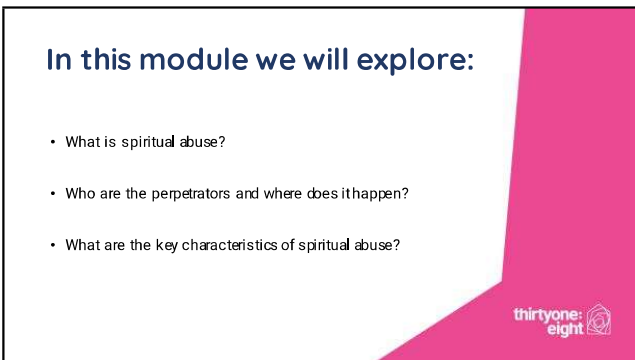 In this module we will explore:
• What is spiritual abuse?
• Who are the perpetrators and where does it happen?
• What are the key characteristics of spiritual abuse?
thirtyone:
eight